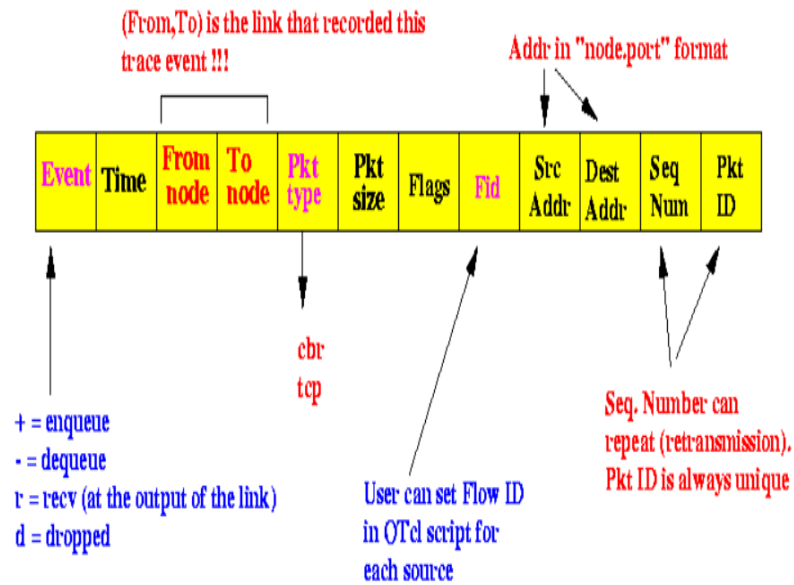 (From,To) is the link that recorded this
trace event !!!
Addr in "node.port" format
Event Time From node To node Pkt type Pkt size Flags Fid Src Addr Dest Addr Seq Num Pkt ID
cbr
tcp
+ = enqueue
- = dequeue
r = recv (at the output of the link)
d = dropped
User can set Flow ID
in OTcl script for
each source
Seq. Number can
repeat (retransmission).
Pkt ID is always unique